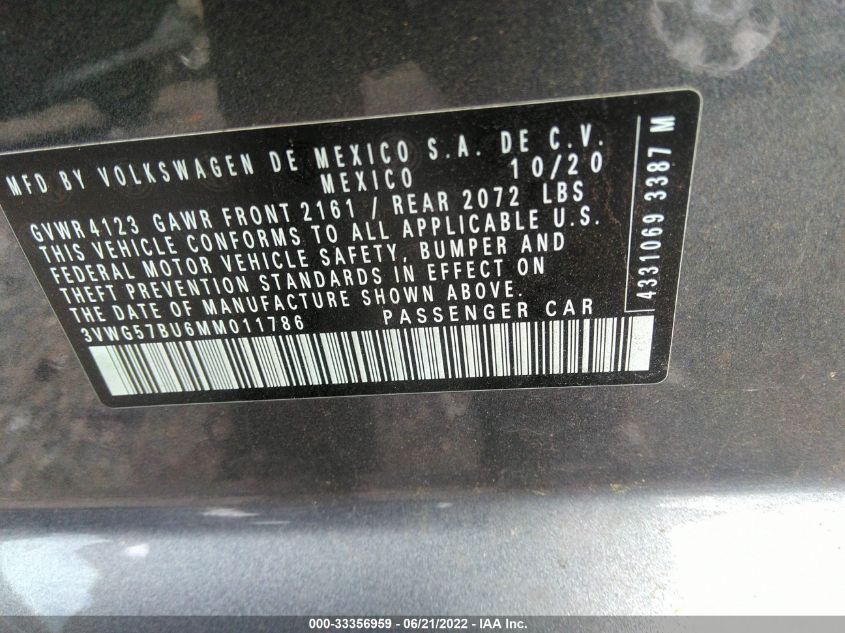 MFD BY VOLKSWAGEN DE MEXICO S.A. DE C.V.
MEXICO 10/20
GVWR 4123 GAWR FRONT 2161 / REAR 2072 LBS
THIS VEHICLE CONFORMS TO ALL APPLICABLE U.S.
FEDERAL MOTOR VEHICLE SAFETY, BUMPER AND
THEFT PREVENTION STANDARDS IN EFFECT ON
THE DATE OF MANUFACTURE SHOWN ABOVE.
3VWG57BU6MM011786 PASSENGER CAR
4331069 3387 M
000-33356959 - 06/21/2022 - IAA Inc.